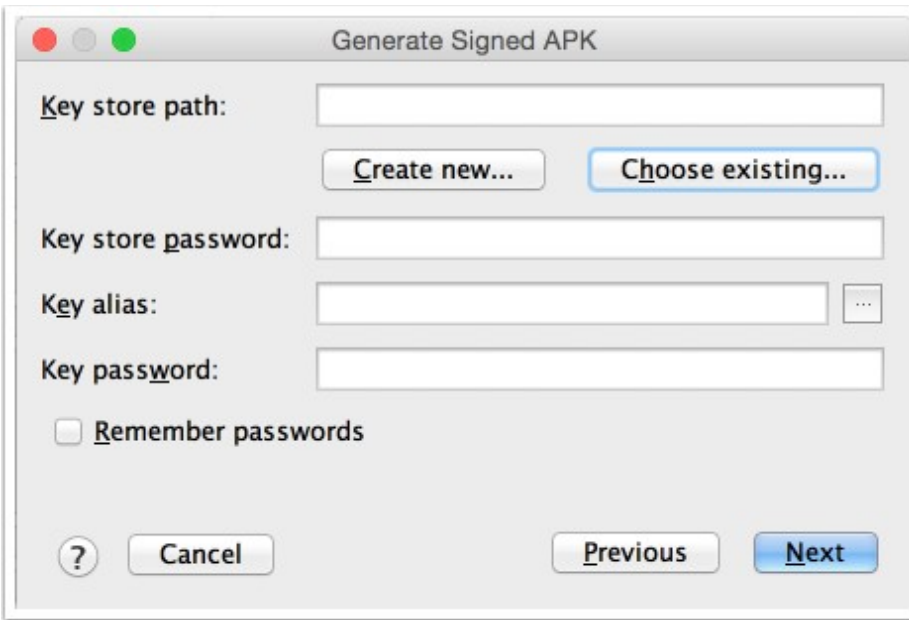 Generate Signed APK
Key store path:
Create new... Choose existing...
Key store password:
Key alias:
...
Key password:
Remember passwords
? Cancel Previous Next